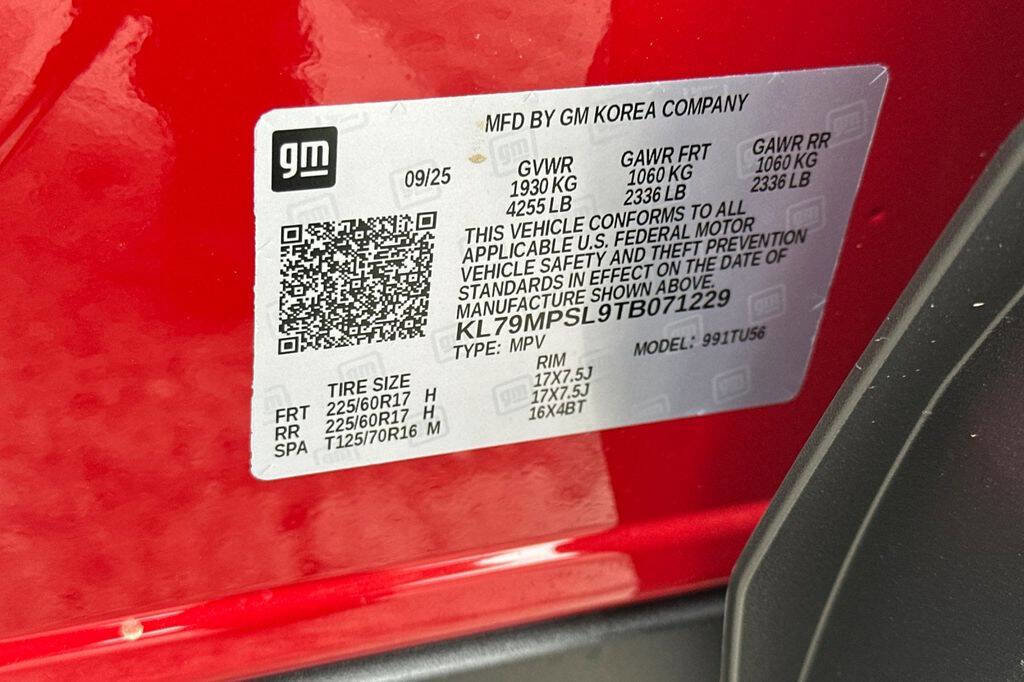 gm
MFD BY GM KOREA COMPANY
09/25
GVWR GAWR FRT GAWR RR
1930 KG 1060 KG 1060 KG
4255 LB 2336 LB 2336 LB
THIS VEHICLE CONFORMS TO ALL
APPLICABLE U.S. FEDERAL MOTOR
VEHICLE SAFETY AND THEFT PREVENTION
STANDARDS IN EFFECT ON THE DATE OF
MANUFACTURE SHOWN ABOVE.
KL79MPSL9TB071229
TYPE: MPV MODEL: 991TU56
TIRE SIZE RIM
FRT 225/60R17 H 17X7.5J
RR 225/60R17 H 17X7.5J
SPA T125/70R16 M 16X4BT